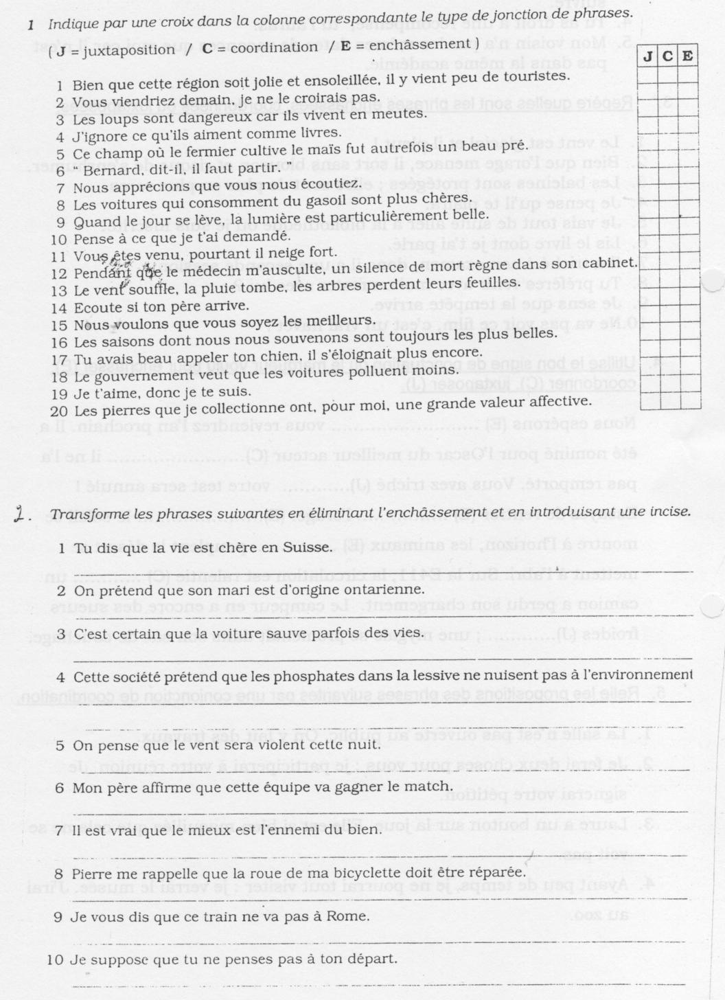 1 Indique par une croix dans la colonne correspondante le type de jonction de phrases.
( J = juxtaposition / C = coordination / E = enchâssement )
J C E
1 Bien que cette région soit jolie et ensoleillée, il y vient peu de touristes.
2 Vous viendriez demain, je ne le croirais pas.
3 Les loups sont dangereux car ils vivent en meutes.
4 J'ignore ce qu'ils aiment comme livres.
5 Ce champ où le fermier cultive le maïs fut autrefois un beau pré.
6 " Bernard, dit-il, il faut partir. "
7 Nous apprécions que vous nous écoutiez.
8 Les voitures qui consomment du gasoil sont plus chères.
9 Quand le jour se lève, la lumière est particulièrement belle.
10 Pense à ce que je t'ai demandé.
11 Vous êtes venu, pourtant il neige fort.
12 Pendant que le médecin m'ausculte, un silence de mort règne dans son cabinet.
13 Le vent souffle, la pluie tombe, les arbres perdent leurs feuilles.
14 Ecoute si ton père arrive.
15 Nous voulons que vous soyez les meilleurs.
16 Les saisons dont nous nous souvenons sont toujours les plus belles.
17 Tu avais beau appeler ton chien, il s'éloignait plus encore.
18 Le gouvernement veut que les voitures polluent moins.
19 Je t'aime, donc je te suis.
20 Les pierres que je collectionne ont, pour moi, une grande valeur affective.
2. Transforme les phrases suivantes en éliminant l'enchâssement et en introduisant une incise.
1 Tu dis que la vie est chère en Suisse.
2 On prétend que son mari est d'origine ontarienne.
3 C'est certain que la voiture sauve parfois des vies.
4 Cette société prétend que les phosphates dans la lessive ne nuisent pas à l'environnement
5 On pense que le vent sera violent cette nuit.
6 Mon père affirme que cette équipe va gagner le match.
7 Il est vrai que le mieux est l'ennemi du bien.
8 Pierre me rappelle que la roue de ma bicyclette doit être réparée.
9 Je vous dis que ce train ne va pas à Rome.
10 Je suppose que tu ne penses pas à ton départ.